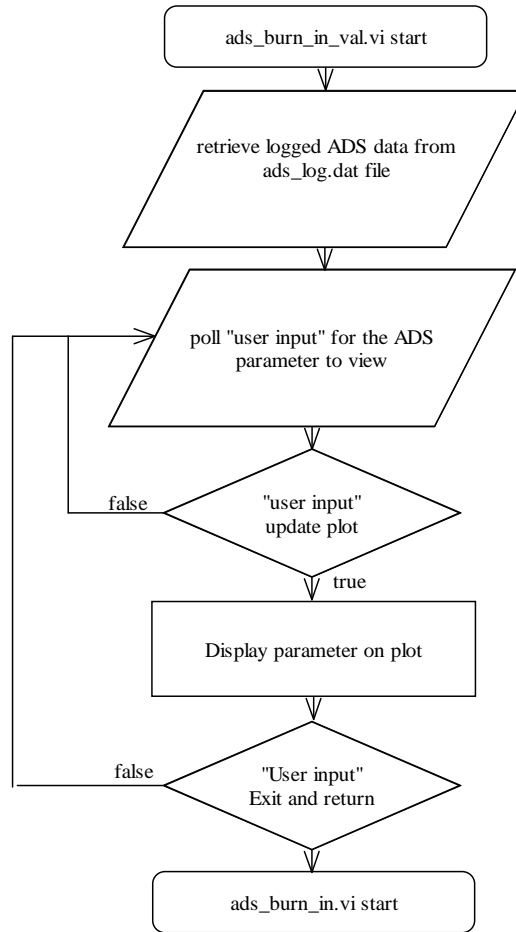 ads_burn_in_val.vi start
retrieve logged ADS data from
ads_log.dat file
poll "user input" for the ADS
parameter to view
"user input"
update plot
false
true
Display parameter on plot
"User input"
Exit and return
false
ads_burn_in.vi start